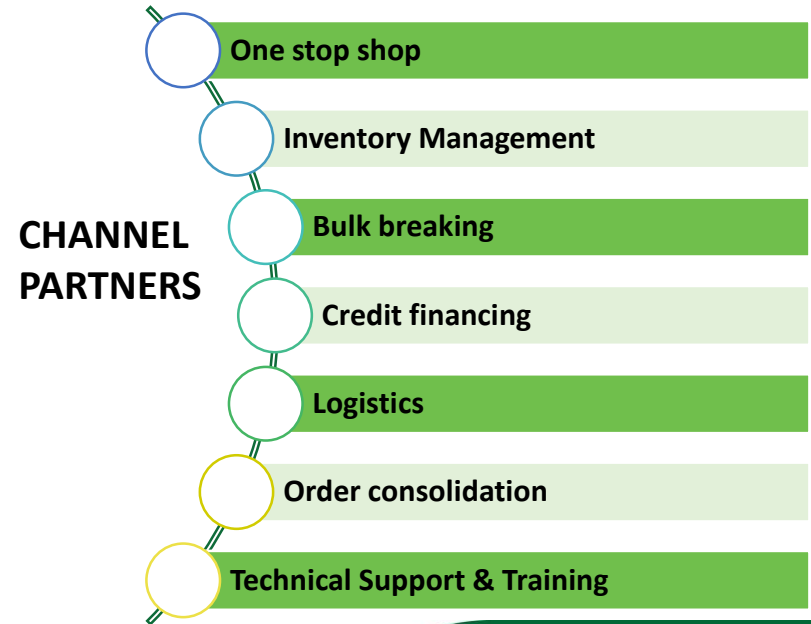 One stop shop
Inventory Management
Bulk breaking
CHANNEL
PARTNERS
Credit financing
Logistics
Order consolidation
Technical Support & Training